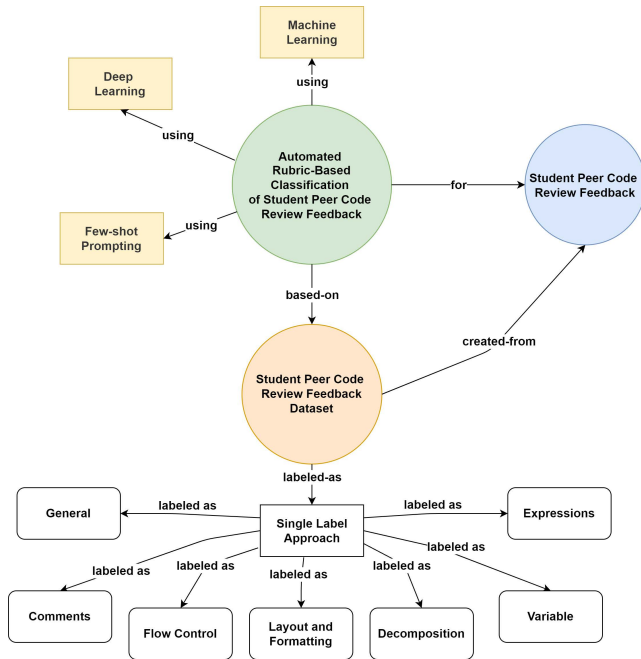 Machine
Learning
using
Deep
Learning
using
Automated
Rubric-Based
Classification
of Student Peer Code
Review Feedback
for
Student Peer Code
Review Feedback
Few-shot
Prompting
using
based-on
created-from
Student Peer Code
Review Feedback
Dataset
labeled-as
General
labeled as
Single Label
Approach
labeled as
Expressions
labeled as
labeled as
labeled as
labeled as
labeled as
Comments
Flow Control
Layout and
Formatting
Decomposition
Variable